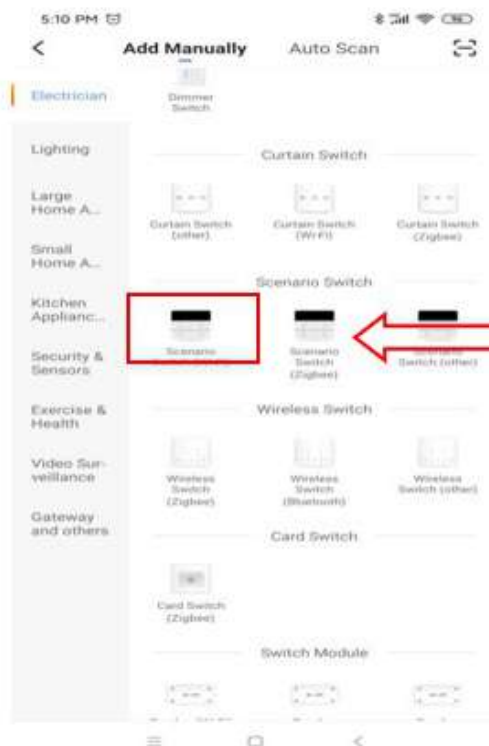 5:10 PM
Add Manually
Auto Scan
Electrician
Dimmer
Switch
Lighting
Curtain Switch
Large
Home A...
Curtain Switch
(other)
Curtain Switch
(Wi-Fi)
Curtain Switch
(Zigbee)
Small
Home A...
Scenario Switch
Kitchen
Applianc...
Scenario
Scenario
Switch
(Zigbee)
Scenario
Switch (other)
Security &
Sensors
Exercise &
Health
Wireless Switch
Video Sur-
veillance
Wireless
Switch
(Zigbee)
Wireless
Switch
(Bluetooth)
Wireless
Switch (other)
Gateway
and others
Card Switch
Card Switch
(Zigbee)
Switch Module